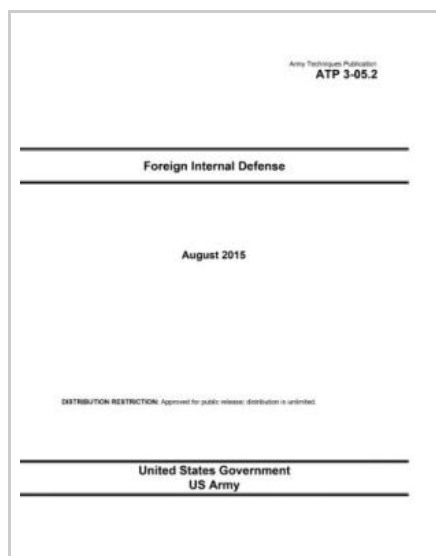 Army Techniques Publication
ATP 3-05.2
Foreign Internal Defense
August 2015
DISTRIBUTION RESTRICTION: Approved for public release; distribution is unlimited.
United States Government
US Army